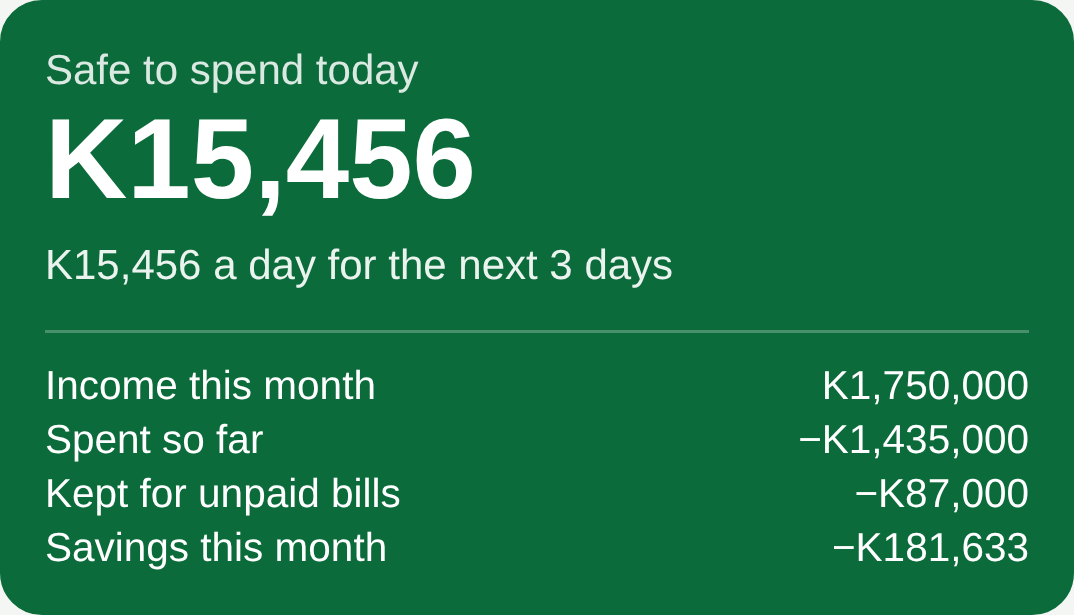 Safe to spend today
K15,456
K15,456 a day for the next 3 days
Income this month K1,750,000
Spent so far −K1,435,000
Kept for unpaid bills −K87,000
Savings this month −K181,633